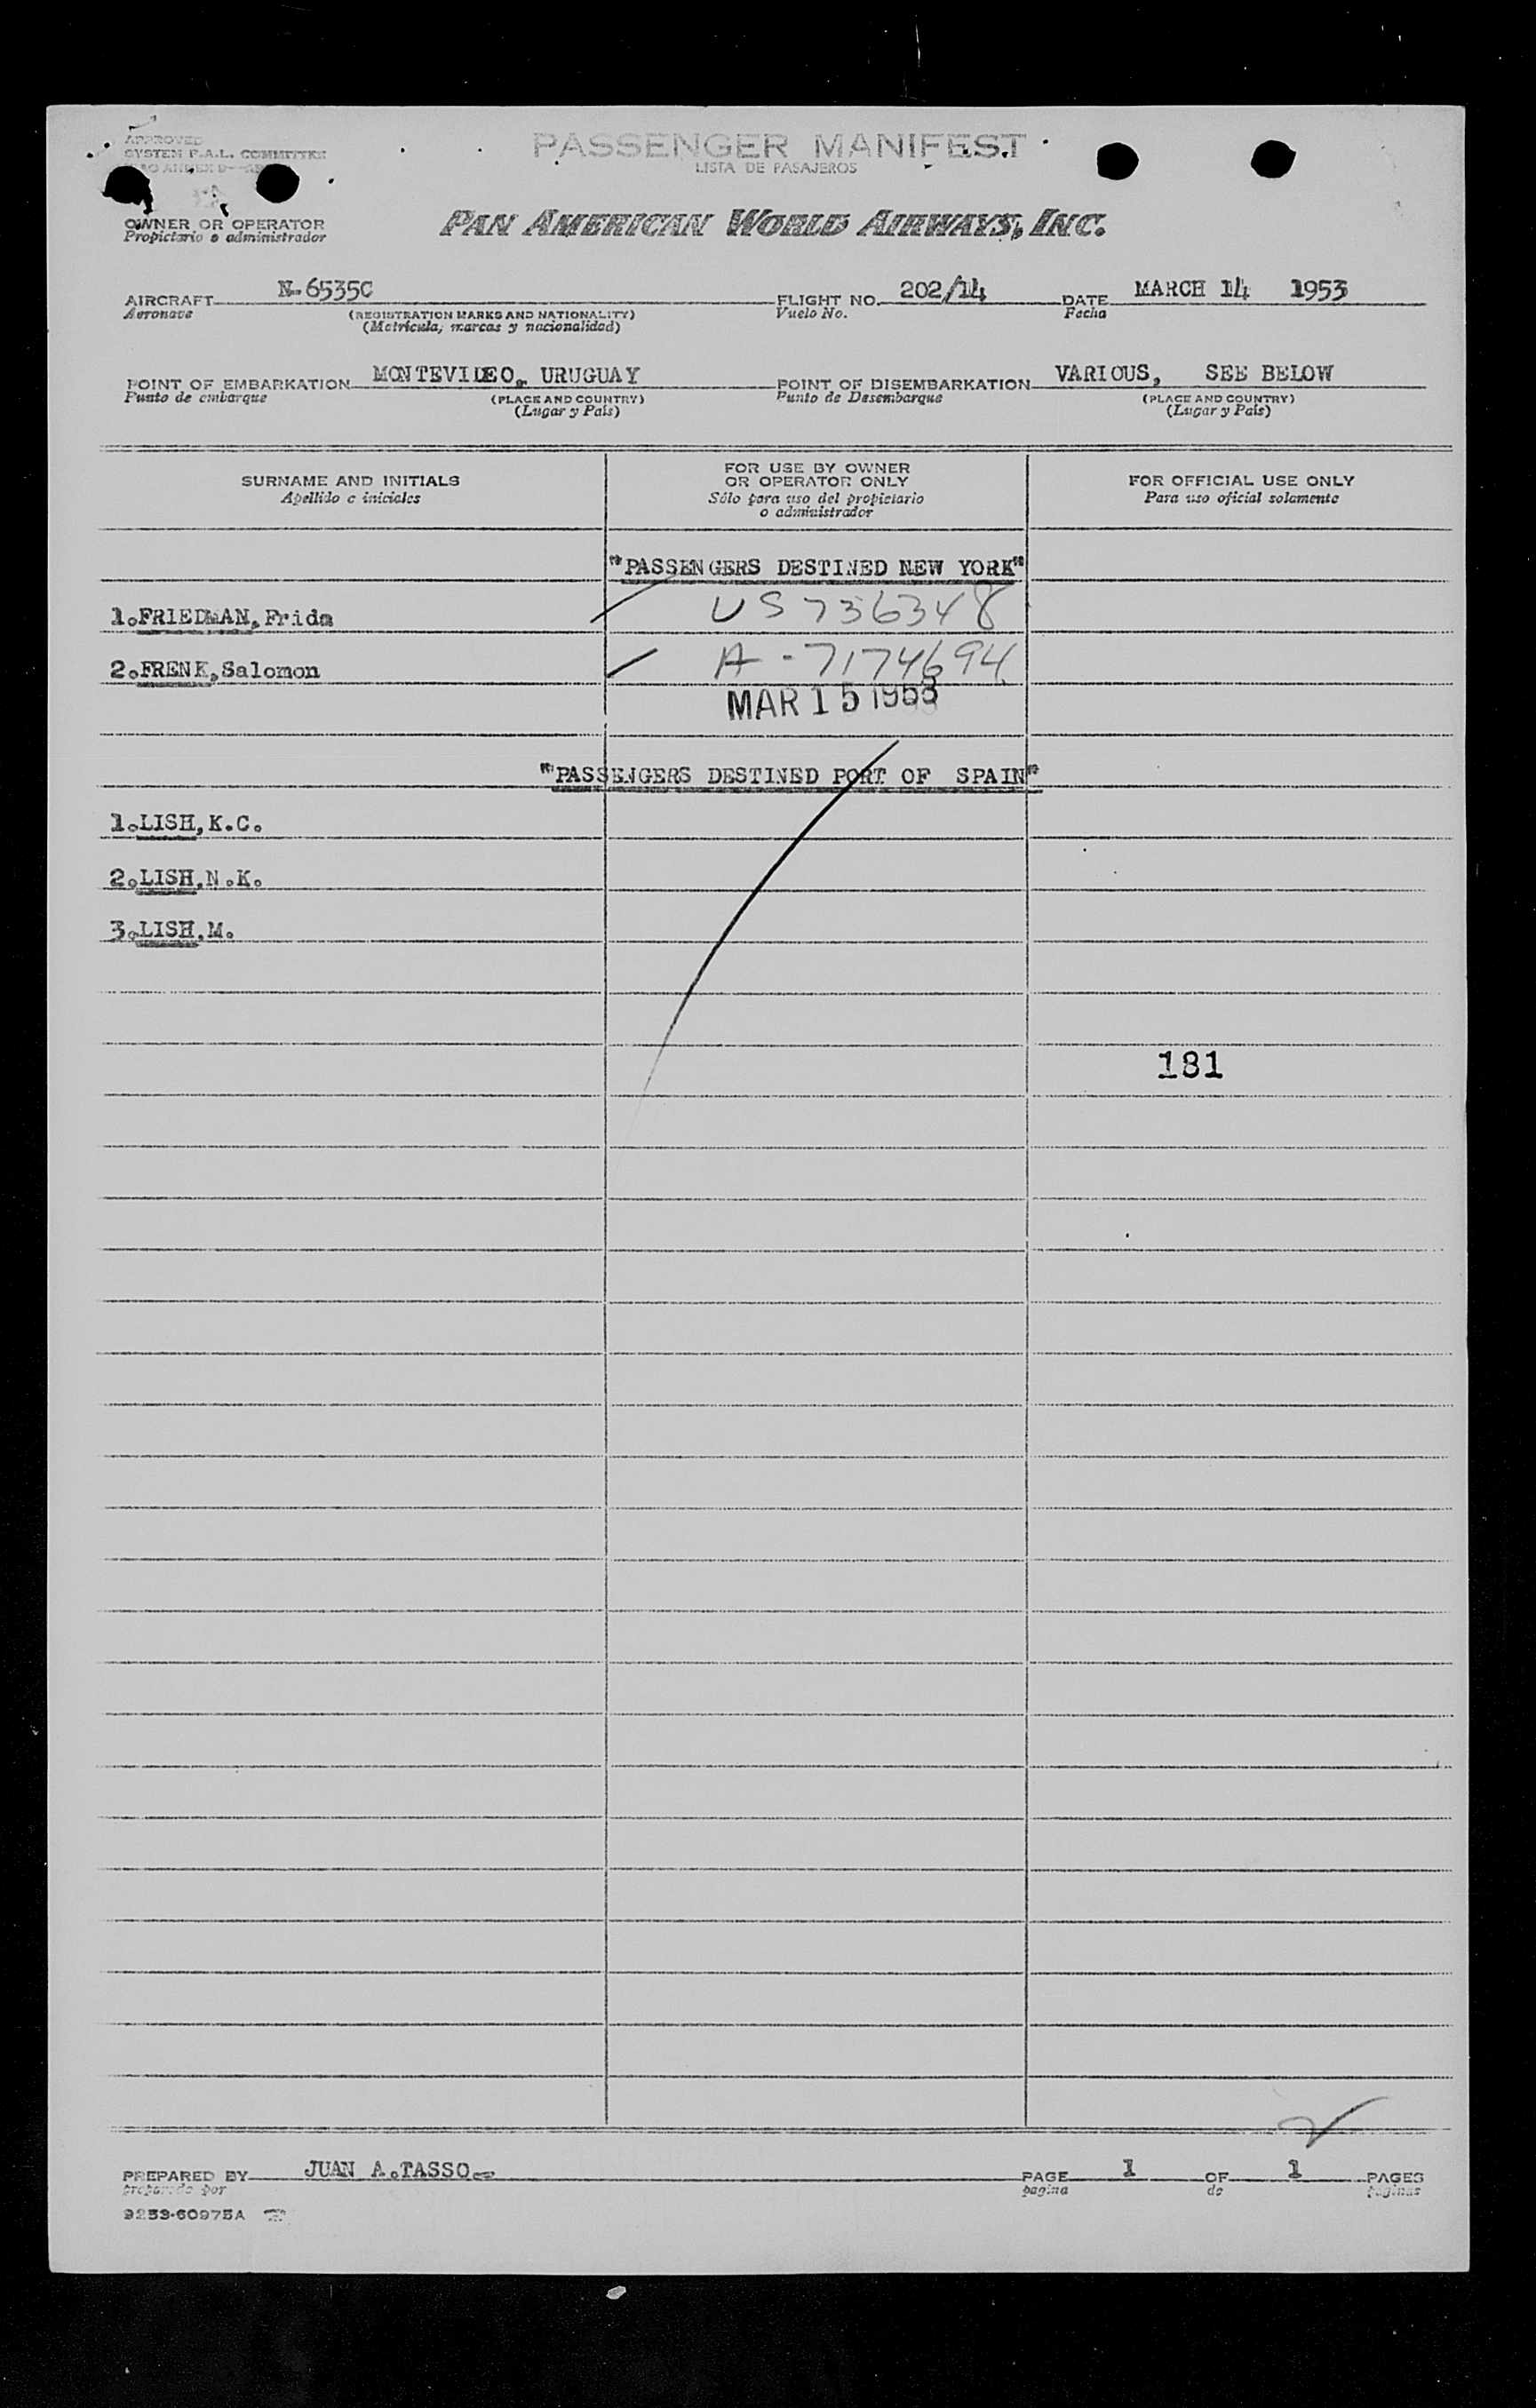 APPROVED
SYSTEM F.A.L. COMMITTEE
PASSENGER MANIFEST
LISTA DE PASAJEROS
OWNER OR OPERATOR
Propietario o administrador
PAN AMERICAN WORLD AIRWAYS, INC.
AIRCRAFT N-6535C FLIGHT NO. 202/14 DATE MARCH 14 1953
Aeronave (REGISTRATION MARKS AND NATIONALITY) Vuelo No. Fecha
(Matrícula, marcas y nacionalidad)
POINT OF EMBARKATION MONTEVIDEO, URUGUAY POINT OF DISEMBARKATION VARIOUS, SEE BELOW
Punto de embarque (PLACE AND COUNTRY) Punto de Desembarque (PLACE AND COUNTRY)
(Lugar y País) (Lugar y País)
SURNAME AND INITIALS FOR USE BY OWNER OR OPERATOR ONLY FOR OFFICIAL USE ONLY
Apellido e iniciales Sólo para uso del propietario o administrador Para uso oficial solamente
"PASSENGERS DESTINED NEW YORK"
1.FRIEDMAN,Frida US 736348
2.FRENK,Salomon A-7174694
MAR 15 1953
"PASSENGERS DESTINED PORT OF SPAIN"
1.LISH,K.C.
2.LISH,N.K.
3.LISH,M.
181
PREPARED BY JUAN A.TASSO.- PAGE 1 OF 1 PAGES
preparado por pagina de páginas
9253-60975A